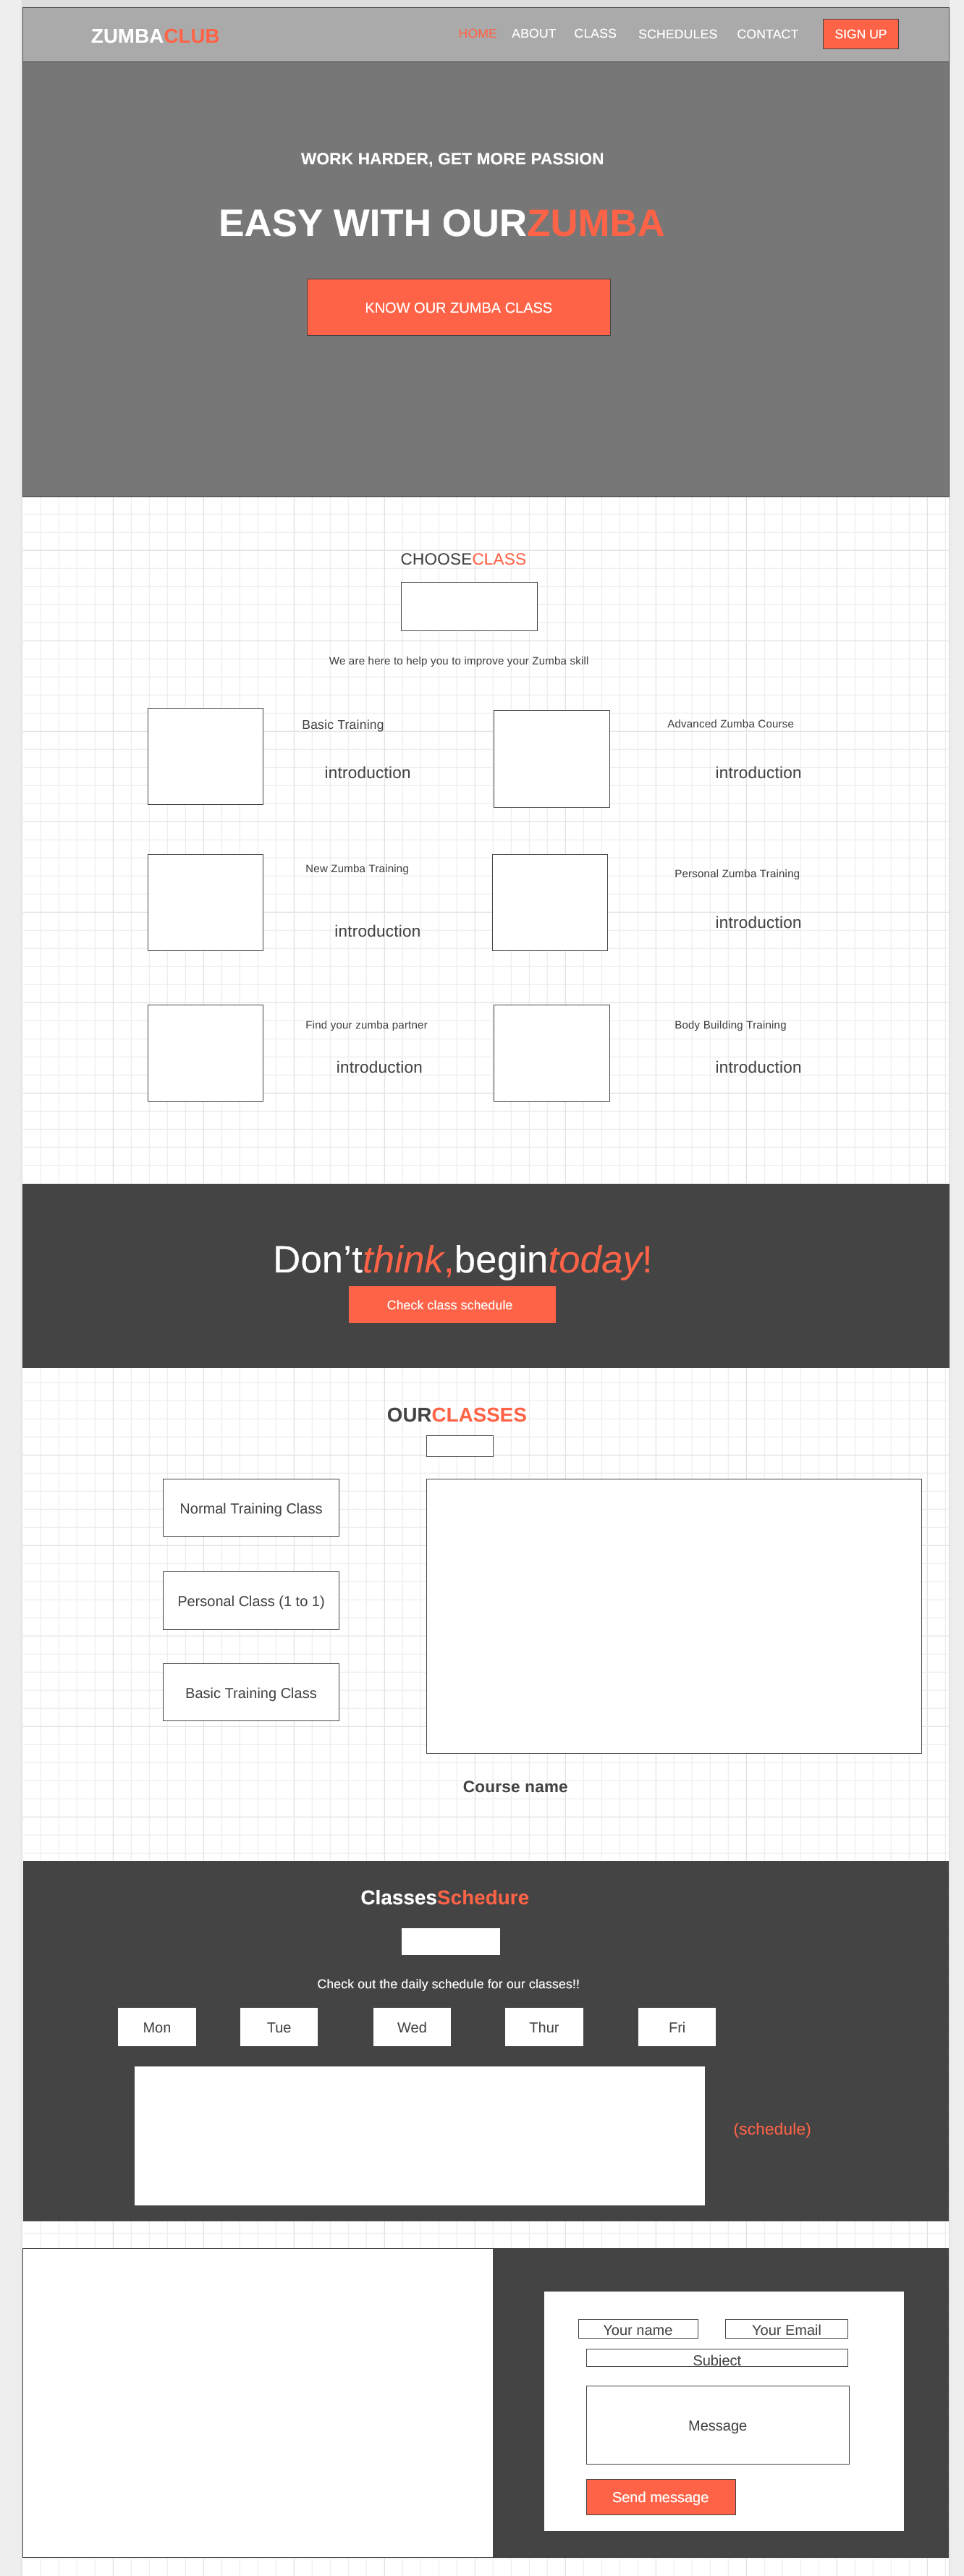 ZUMBACLUB HOME ABOUT CLASS SCHEDULES CONTACT SIGN UP
WORK HARDER, GET MORE PASSION
EASY WITH OURZUMBA
KNOW OUR ZUMBA CLASS
CHOOSECLASS
We are here to help you to improve your Zumba skill
Basic Training
introduction
Advanced Zumba Course
introduction
New Zumba Training
introduction
Personal Zumba Training
introduction
Find your zumba partner
introduction
Body Building Training
introduction
Don’tthink,begintoday!
Check class schedule
OURCLASSES
Normal Training Class
Personal Class (1 to 1)
Basic Training Class
Course name
ClassesSchedure
Check out the daily schedule for our classes!!
Mon Tue Wed Thur Fri
(schedule)
Your name Your Email
Subject
Message
Send message